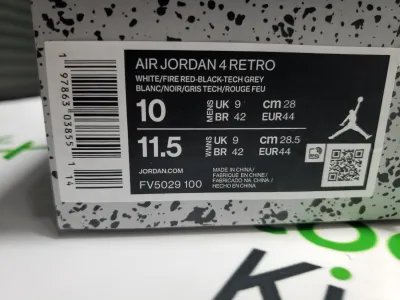 AIR JORDAN 4 RETRO
WHITE/FIRE RED-BLACK-TECH GREY
BLANC/NOIR/GRIS TECH/ROUGE FEU
10 MENS UK 9 cm 28
BR 42 EUR 44
11.5 WMNS UK 9 cm 28.5
BR 42 EUR 44
JORDAN.COM
FV5029 100
MADE IN CHINA/
FABRIQUE EN CHINE/
FABRICADO NA CHINA /
HECHO EN CHINA
1 97863 03855 1 14
Ki